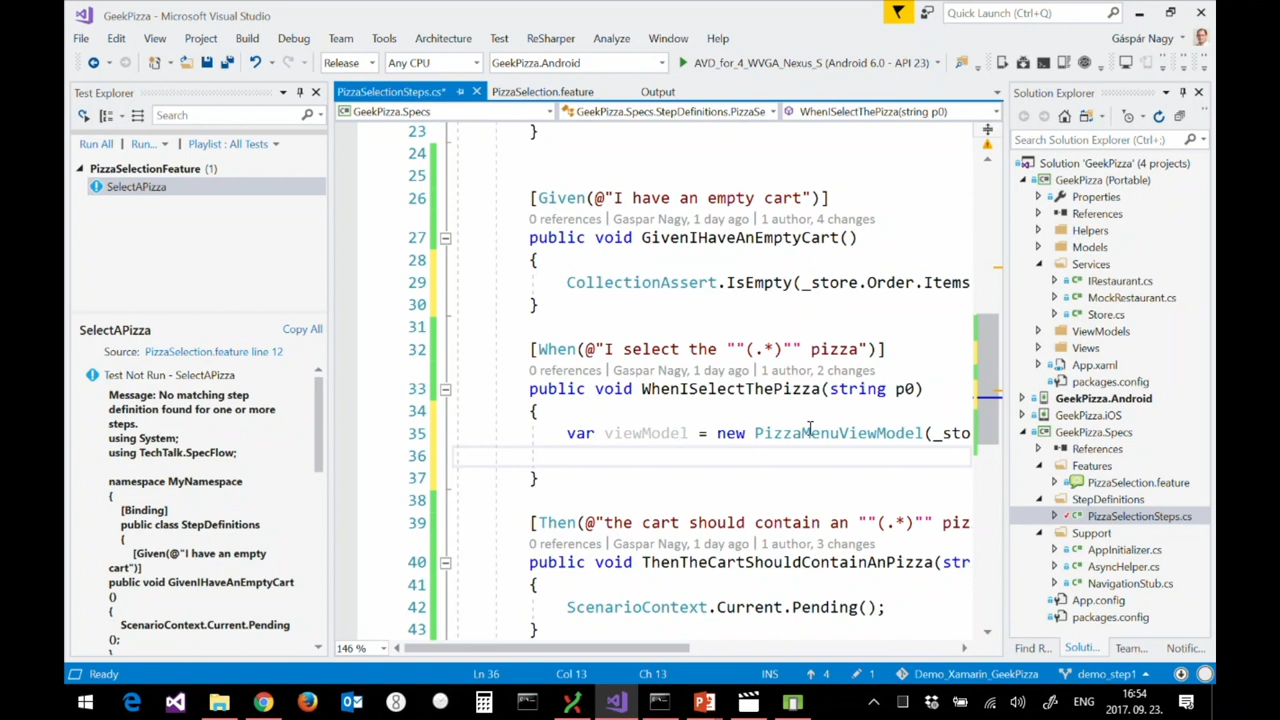 GeekPizza - Microsoft Visual Studio
Quick Launch (Ctrl+Q)
File Edit View Project Build Debug Team Tools Architecture Test ReSharper Analyze Window Help
Gáspár Nagy
Release Any CPU GeekPizza.Android AVD_for_4_WVGA_Nexus_S (Android 6.0 - API 23)
Test Explorer
Search
Run All Run... Playlist : All Tests
PizzaSelectionFeature (1)
SelectAPizza
SelectAPizza Copy All
Source: PizzaSelection.feature line 12
Test Not Run - SelectAPizza
Message: No matching step
definition found for one or more
steps.
using System;
using TechTalk.SpecFlow;
namespace MyNamespace
{
[Binding]
public class StepDefinitions
{
[Given(@"I have an empty
cart")]
public void GivenIHaveAnEmptyCart
()
{
ScenarioContext.Current.Pending
();
PizzaSelectionSteps.cs* PizzaSelection.feature Output
GeekPizza.Specs GeekPizza.Specs.StepDefinitions.PizzaSe WhenISelectThePizza(string p0)
23 }
24
25
26 [Given(@"I have an empty cart")]
0 references | Gaspar Nagy, 1 day ago | 1 author, 4 changes
27 public void GivenIHaveAnEmptyCart()
28 {
29 CollectionAssert.IsEmpty(_store.Order.Items
30 }
31
32 [When(@"I select the ""(.*)"" pizza")]
0 references | Gaspar Nagy, 1 day ago | 1 author, 2 changes
33 public void WhenISelectThePizza(string p0)
34 {
35 var viewModel = new PizzaMenuViewModel(_sto
36
37 }
38
39 [Then(@"the cart should contain an ""(.*)"" piz
0 references | Gaspar Nagy, 1 day ago | 1 author, 3 changes
40 public void ThenTheCartShouldContainAnPizza(str
41 {
42 ScenarioContext.Current.Pending();
43 }
146 %
Solution Explorer
Search Solution Explorer (Ctrl+;)
Solution 'GeekPizza' (4 projects)
GeekPizza (Portable)
Properties
References
Helpers
Models
Services
IRestaurant.cs
MockRestaurant.cs
Store.cs
ViewModels
Views
App.xaml
packages.config
GeekPizza.Android
GeekPizza.iOS
GeekPizza.Specs
References
Features
PizzaSelection.feature
StepDefinitions
PizzaSelectionSteps.cs
Support
AppInitializer.cs
AsyncHelper.cs
NavigationStub.cs
App.config
packages.config
Find R... Soluti... Team... Notific...
Ready Ln 36 Col 13 Ch 13 INS 4 1 Demo_Xamarin_GeekPizza demo_step1
ENG 16:54
2017. 09. 23.